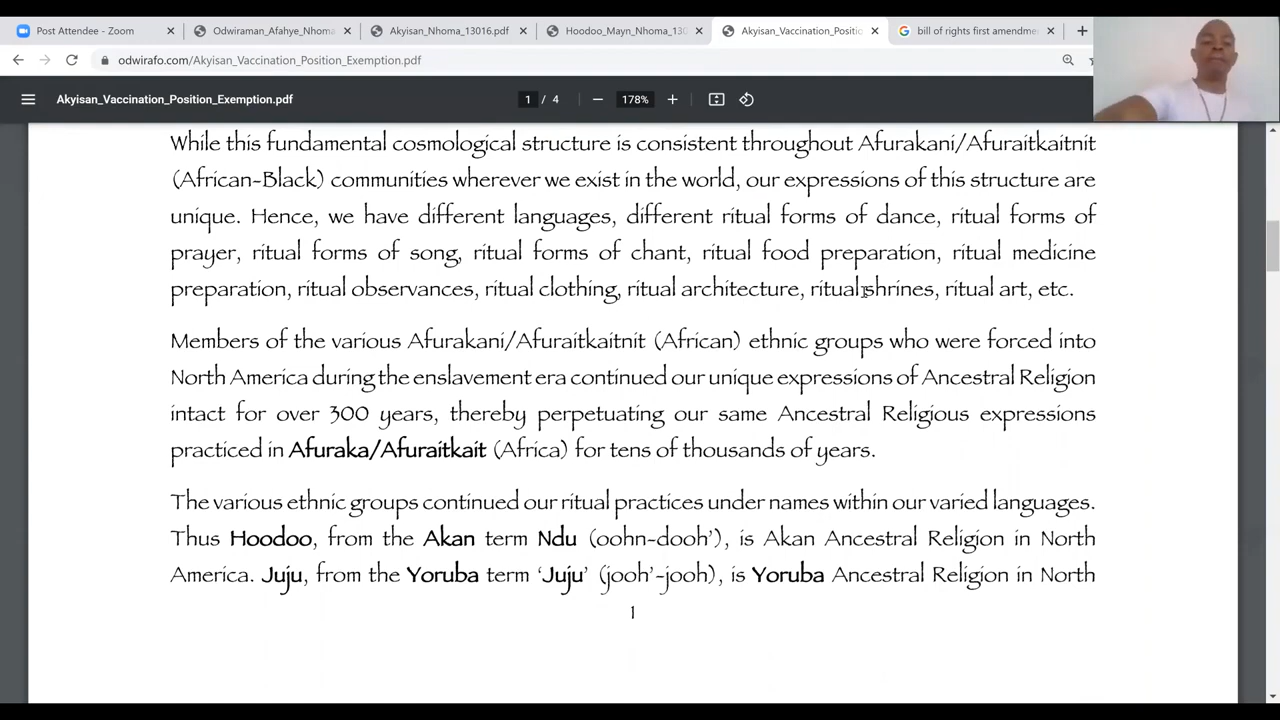 Post Attendee - Zoom
Odwiraman_Afahye_Nhoma
Akyisan_Nhoma_13016.pdf
Hoodoo_Mayn_Nhoma_130
Akyisan_Vaccination_Positio
bill of rights first amendmen
odwirafo.com/Akyisan_Vaccination_Position_Exemption.pdf
Akyisan_Vaccination_Position_Exemption.pdf
1 / 4
178%
While this fundamental cosmological structure is consistent throughout Afurakani/Afuraitkaitnit
(African-Black) communities wherever we exist in the world, our expressions of this structure are
unique. Hence, we have different languages, different ritual forms of dance, ritual forms of
prayer, ritual forms of song, ritual forms of chant, ritual food preparation, ritual medicine
preparation, ritual observances, ritual clothing, ritual architecture, ritual shrines, ritual art, etc.
Members of the various Afurakani/Afuraitkaitnit (African) ethnic groups who were forced into
North America during the enslavement era continued our unique expressions of Ancestral Religion
intact for over 300 years, thereby perpetuating our same Ancestral Religious expressions
practiced in Afuraka/Afuraitkait (Africa) for tens of thousands of years.
The various ethnic groups continued our ritual practices under names within our varied languages.
Thus Hoodoo, from the Akan term Ndu (oohn-dooh’), is Akan Ancestral Religion in North
America. Juju, from the Yoruba term ‘Juju’ (jooh’-jooh), is Yoruba Ancestral Religion in North
1